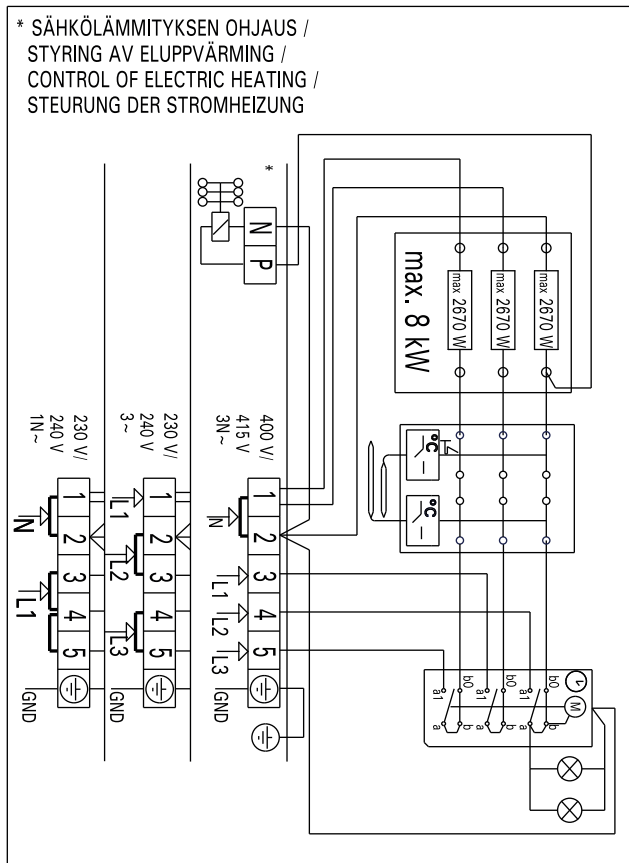 * SÄHKÖLÄMMITYKSEN OHJAUS /
STYRING AV ELUPPVÄRMING /
CONTROL OF ELECTRIC HEATING /
STEURUNG DER STROMHEIZUNG
*
N
P
max. 8 kW
max 2670 W
max 2670 W
max 2670 W
°C
°C
400 V/
415 V
3N~
1
2
3
4
5
N
L1
L2
L3
GND
230 V/
240 V
3~
1
2
3
4
5
L1
L2
L3
GND
230 V/
240 V
1N~
1
2
3
4
5
N
L1
GND
M
b0
a1
a
b
b0
a1
a
b
b0
a1
a
b